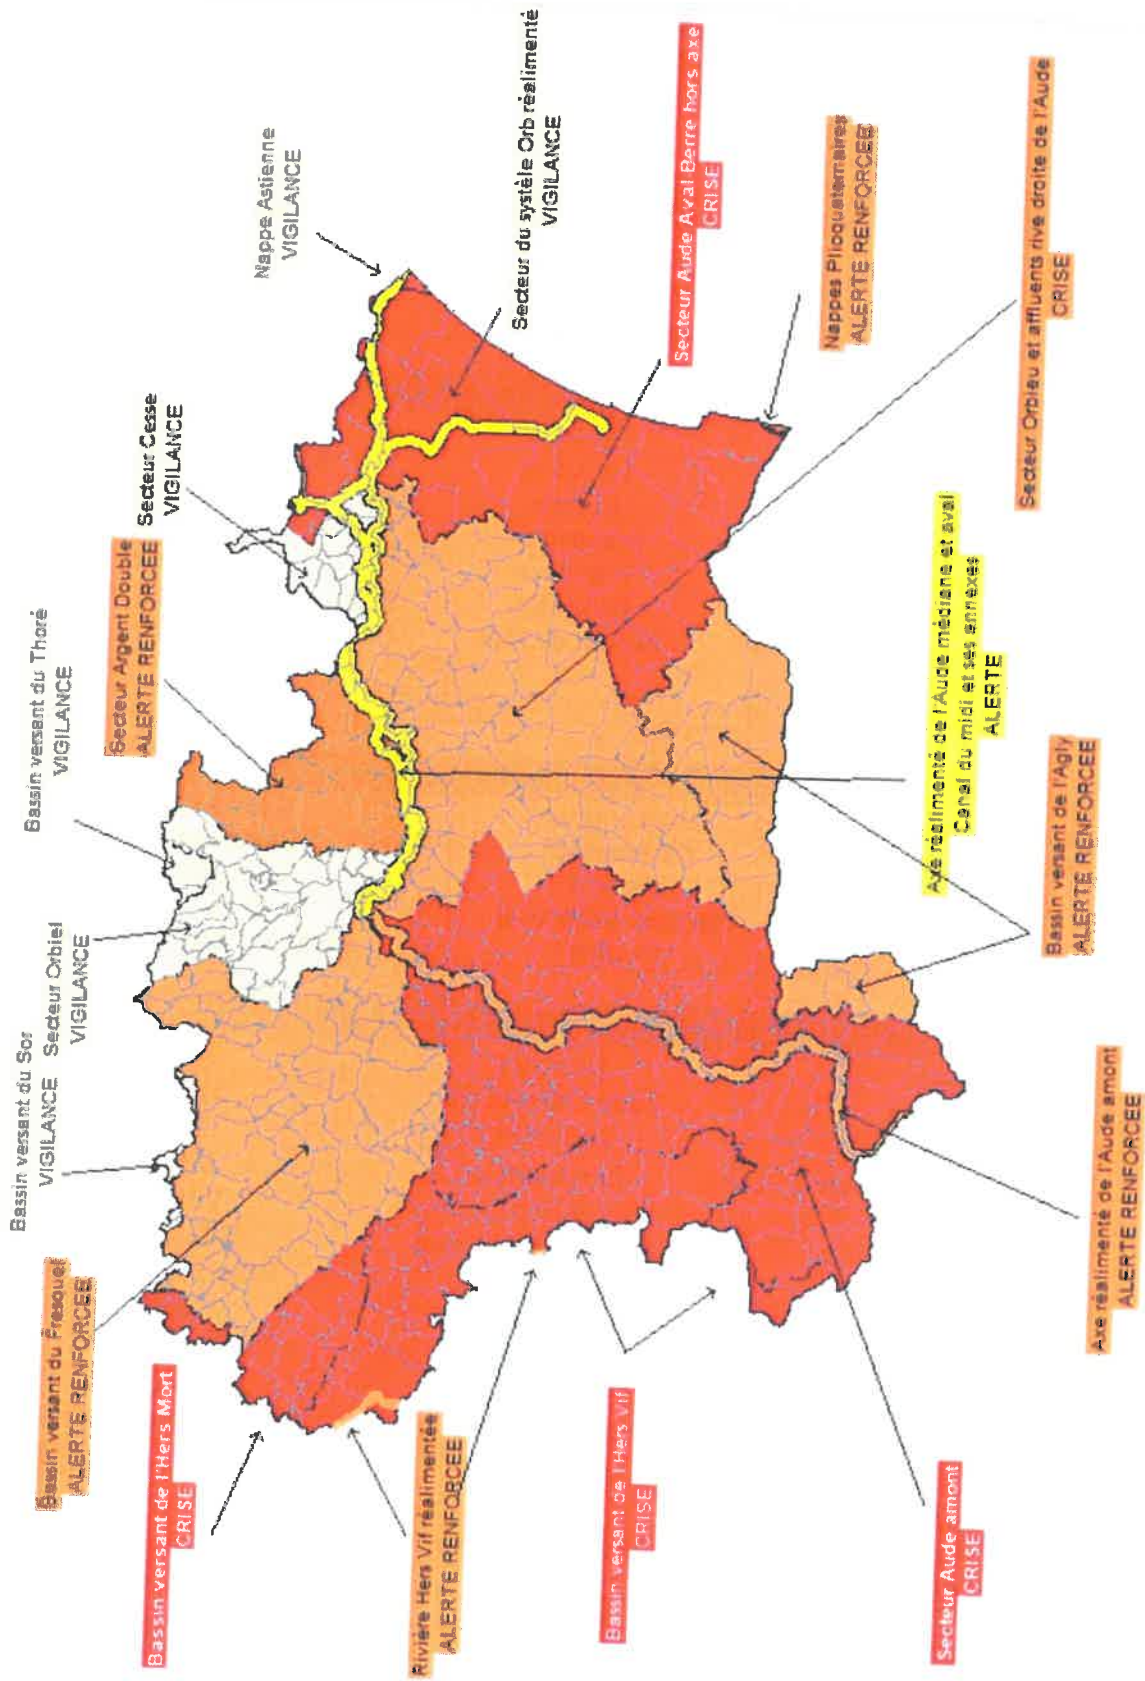 Bassin versant du Sor
VIGILANCE
Secteur Orbiel
VIGILANCE
Bassin versant du Thoré
VIGILANCE
Secteur Argent Double
ALERTE RENFORCEE
Secteur Cesse
VIGILANCE
Nappe Astienne
VIGILANCE
Secteur du systèle Orb réalimenté
VIGILANCE
Secteur Aude Aval Berre hors axe
CRISE
Nappes Plioquaternaires
ALERTE RENFORCEE
Secteur Orbieu et affluents rive droite de l'Aude
CRISE
Axe réalimenté de l'Aude médiane et aval
Canal du midi et ses annexes
ALERTE
Bassin versant de l'Agly
ALERTE RENFORCEE
Axe réalimenté de l'Aude amont
ALERTE RENFORCEE
Secteur Aude amont
CRISE
Bassin versant de l'Hers Vif
CRISE
Rivière Hers Vif réalimentée
ALERTE RENFORCEE
Bassin versant de l'Hers Mort
CRISE
Bassin versant du Fresquel
ALERTE RENFORCEE